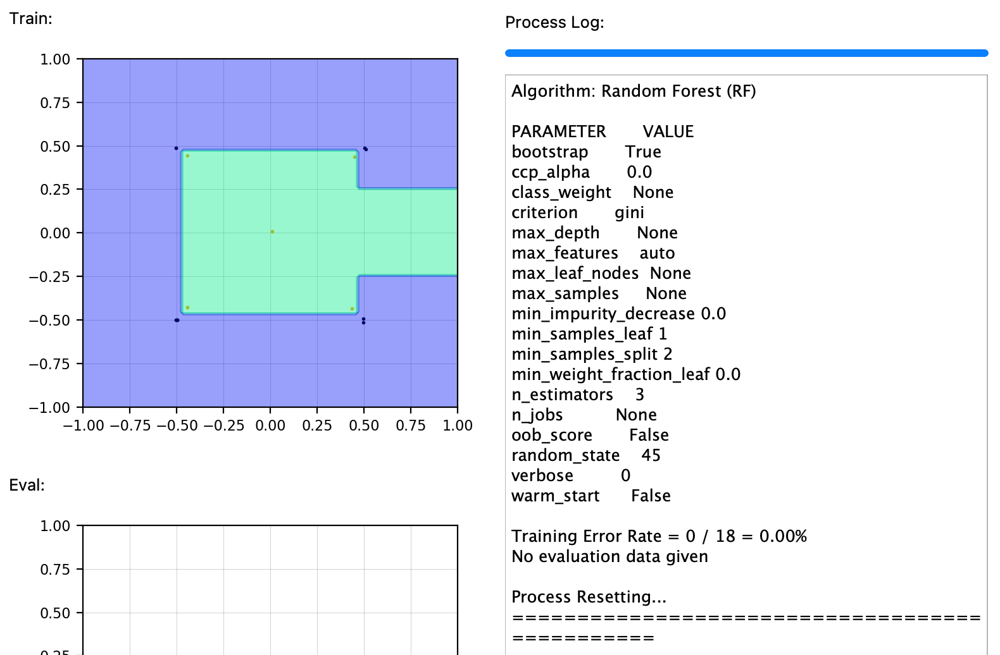 Train:
1.00
0.75
0.50
0.25
0.00
−0.25
−0.50
−0.75
−1.00
−1.00 −0.75 −0.50 −0.25 0.00 0.25 0.50 0.75 1.00
Eval:
1.00
0.75
0.50
0.25
Process Log:
Algorithm: Random Forest (RF)
PARAMETER VALUE
bootstrap True
ccp_alpha 0.0
class_weight None
criterion gini
max_depth None
max_features auto
max_leaf_nodes None
max_samples None
min_impurity_decrease 0.0
min_samples_leaf 1
min_samples_split 2
min_weight_fraction_leaf 0.0
n_estimators 3
n_jobs None
oob_score False
random_state 45
verbose 0
warm_start False
Training Error Rate = 0 / 18 = 0.00%
No evaluation data given
Process Resetting...
====================================
===========